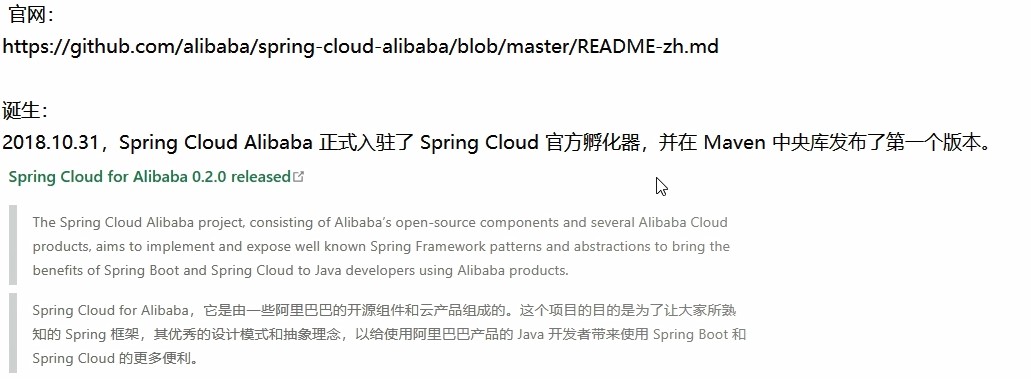 官网：
https://github.com/alibaba/spring-cloud-alibaba/blob/master/README-zh.md
诞生：
2018.10.31，Spring Cloud Alibaba 正式入驻了 Spring Cloud 官方孵化器，并在 Maven 中央库发布了第一个版本。
Spring Cloud for Alibaba 0.2.0 released
The Spring Cloud Alibaba project, consisting of Alibaba's open-source components and several Alibaba Cloud
products, aims to implement and expose well known Spring Framework patterns and abstractions to bring the
benefits of Spring Boot and Spring Cloud to Java developers using Alibaba products.
Spring Cloud for Alibaba，它是由一些阿里巴巴的开源组件和云产品组成的。这个项目的目的是为了让大家所熟
知的 Spring 框架，其优秀的设计模式和抽象理念，以给使用阿里巴巴产品的 Java 开发者带来使用 Spring Boot 和
Spring Cloud 的更多便利。